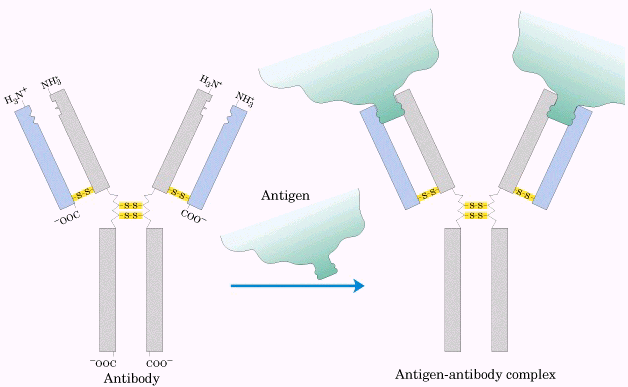 H₃N⁺
NH₃⁺
H₃N⁺
NH₃⁺
S-S
S-S
S-S
S-S
⁻OOC
COO⁻
⁻OOC
COO⁻
Antibody
Antigen
S-S
S-S
S-S
S-S
Antigen-antibody complex